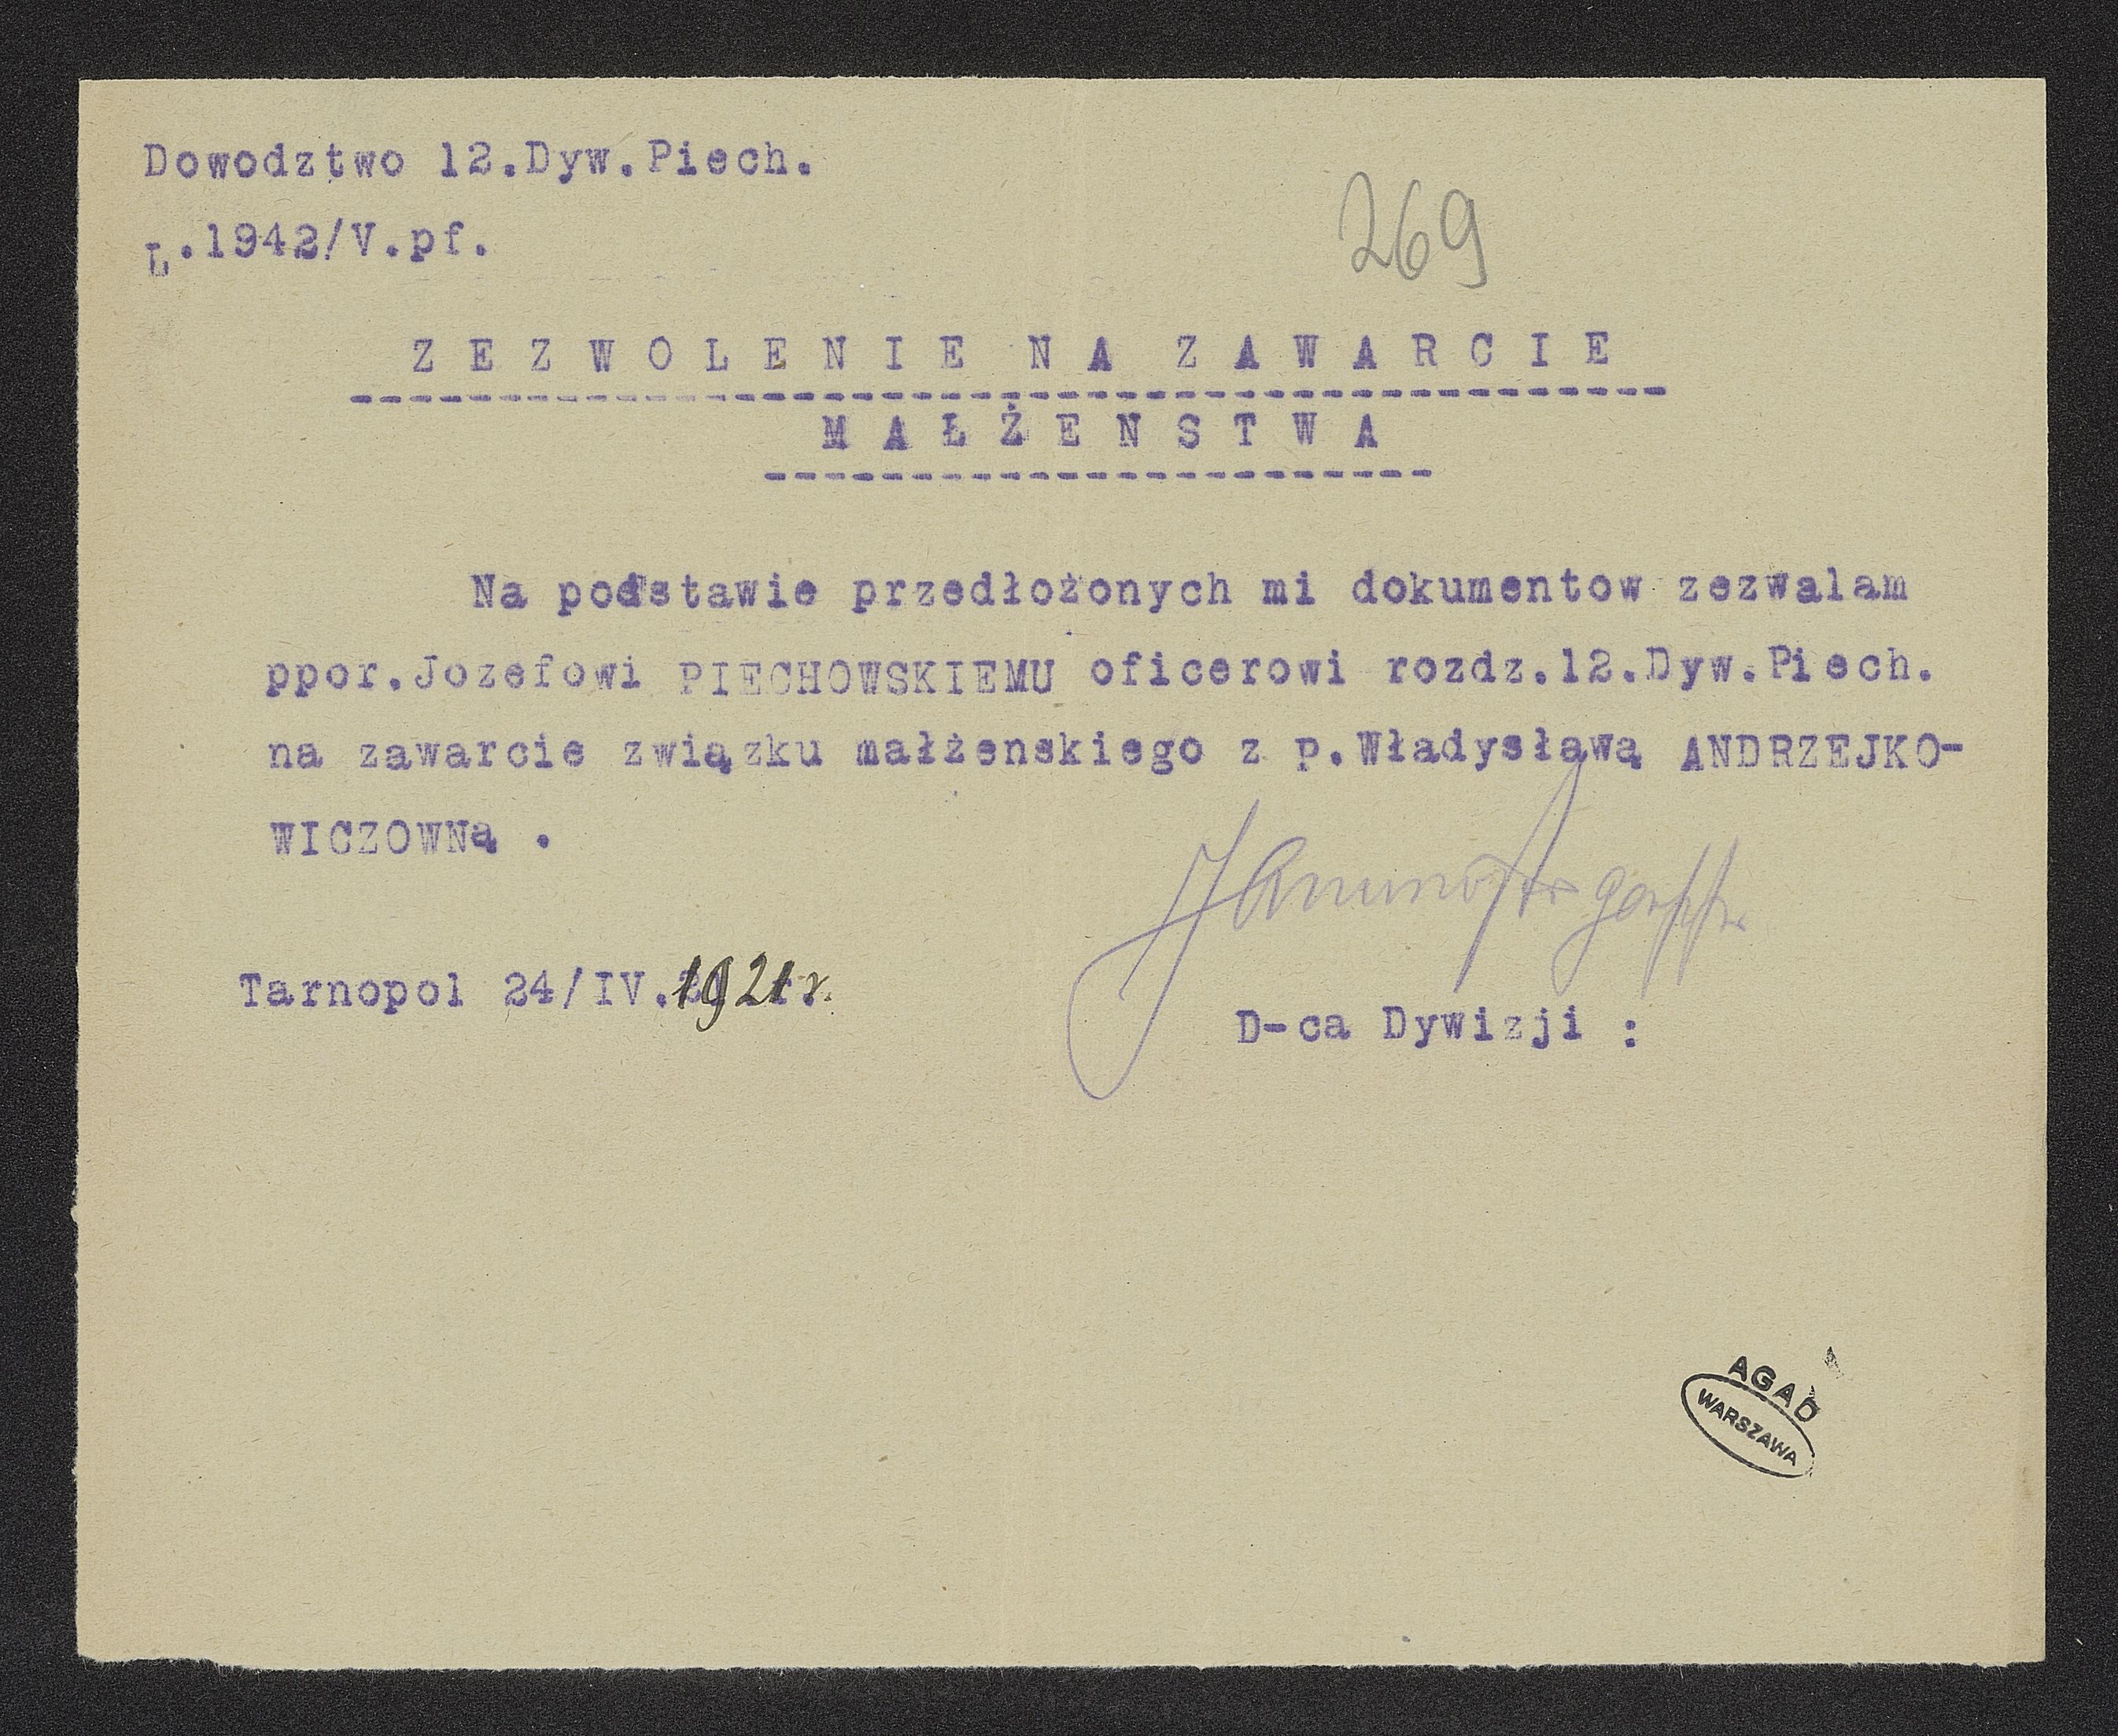 Dowodztwo 12.Dyw.Piech.
L.1942/V.pf.
269
ZEZWOLENIE NA ZAWARCIE
MAŁŻENSTWA
Na podstawie przedłożonych mi dokumentow zezwalam
ppor.Jozefowi PIECHOWSKIEMU oficerowi rozdz.12.Dyw.Piech.
na zawarcie związku małżenskiego z p.Władysławą ANDRZEJKO-
WICZOWNą .
Tarnopol 24/IV.1921 r.
D-ca Dywizji :
AGAD
WARSZAWA